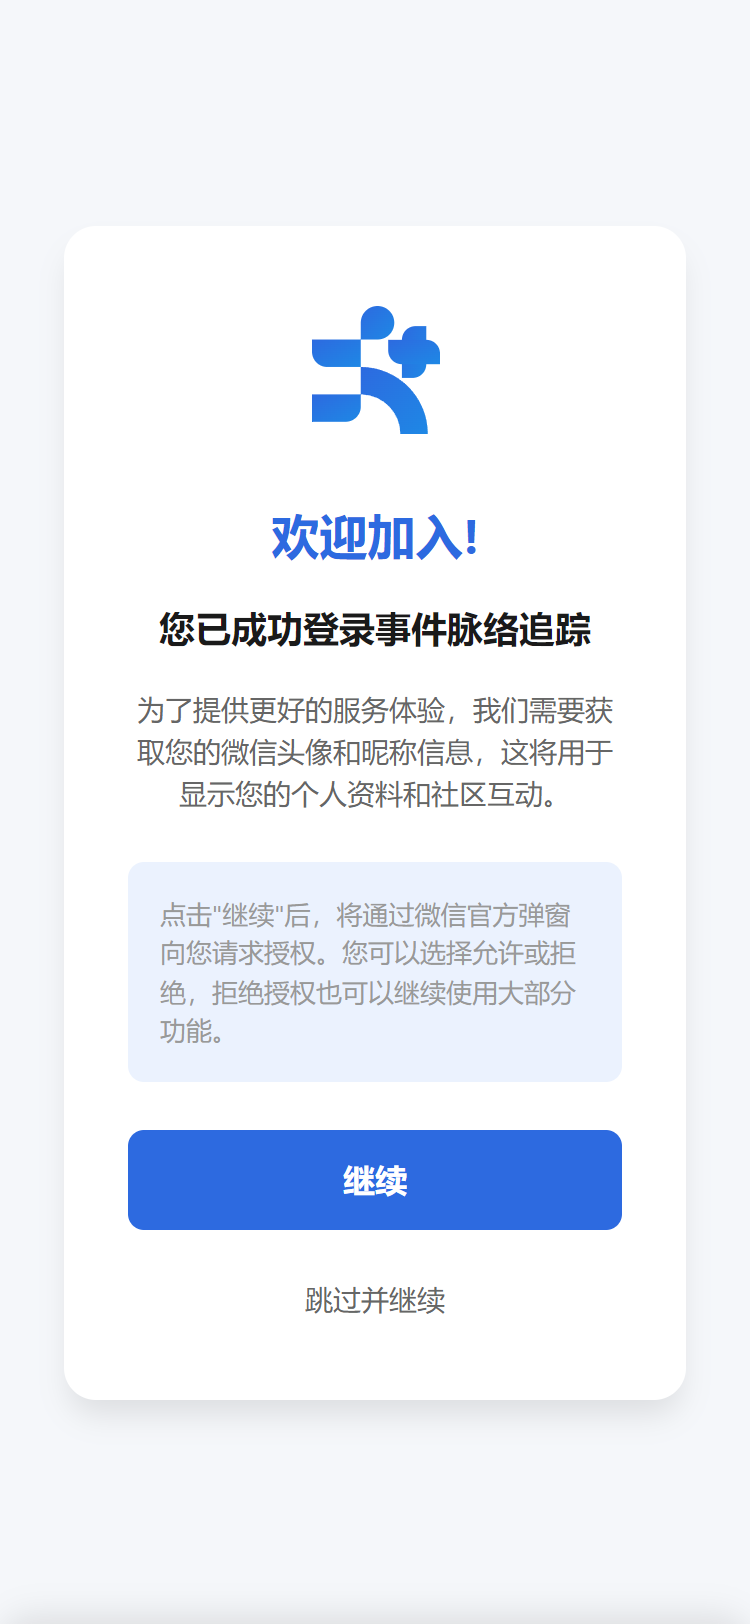 欢迎加入!
您已成功登录事件脉络追踪
为了提供更好的服务体验，我们需要获
取您的微信头像和昵称信息，这将用于
显示您的个人资料和社区互动。
点击"继续"后，将通过微信官方弹窗
向您请求授权。您可以选择允许或拒
绝，拒绝授权也可以继续使用大部分
功能。
继续
跳过并继续